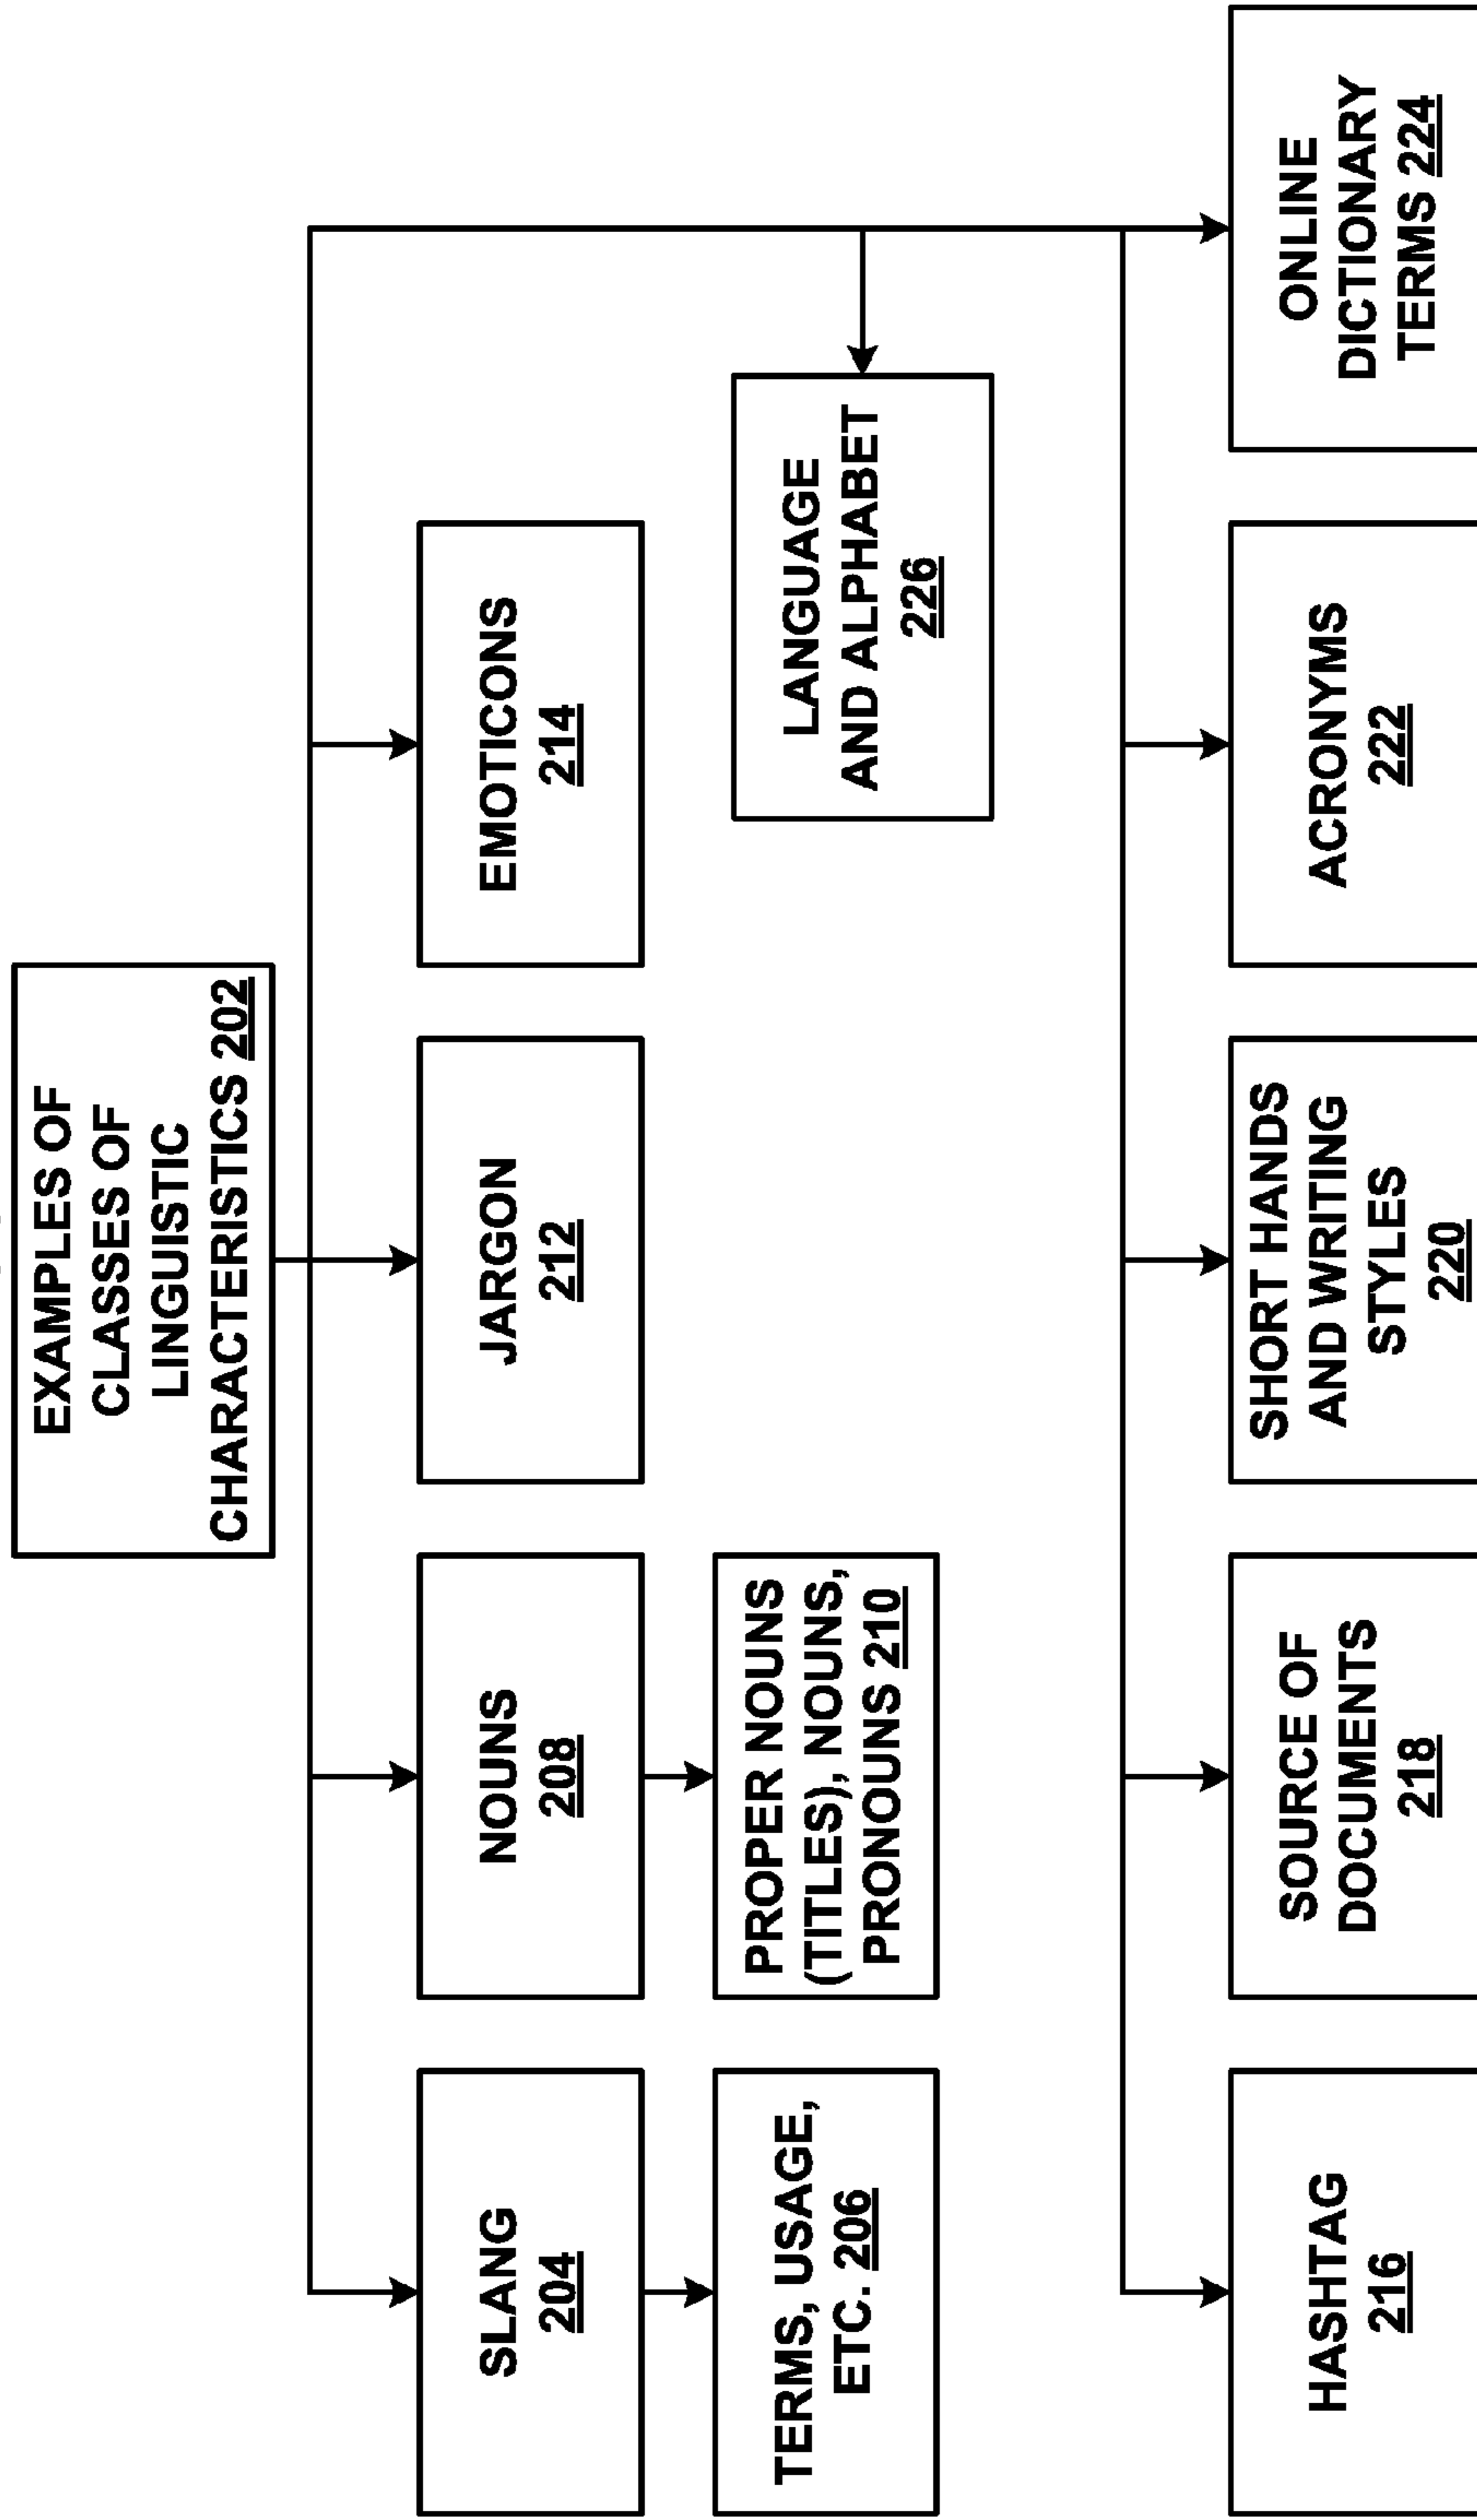 EXAMPLES OF
CLASSES OF
LINGUISTIC
CHARACTERISTICS 202
SLANG
204
NOUNS
208
JARGON
212
EMOTICONS
214
TERMS, USAGE,
ETC. 206
PROPER NOUNS
(TITLES), NOUNS,
PRONOUNS 210
LANGUAGE
AND ALPHABET
226
HASHTAG
216
SOURCE OF
DOCUMENTS
218
SHORT HANDS
AND WRITING
STYLES
220
ACRONYMS
222
ONLINE
DICTIONARY
TERMS 224